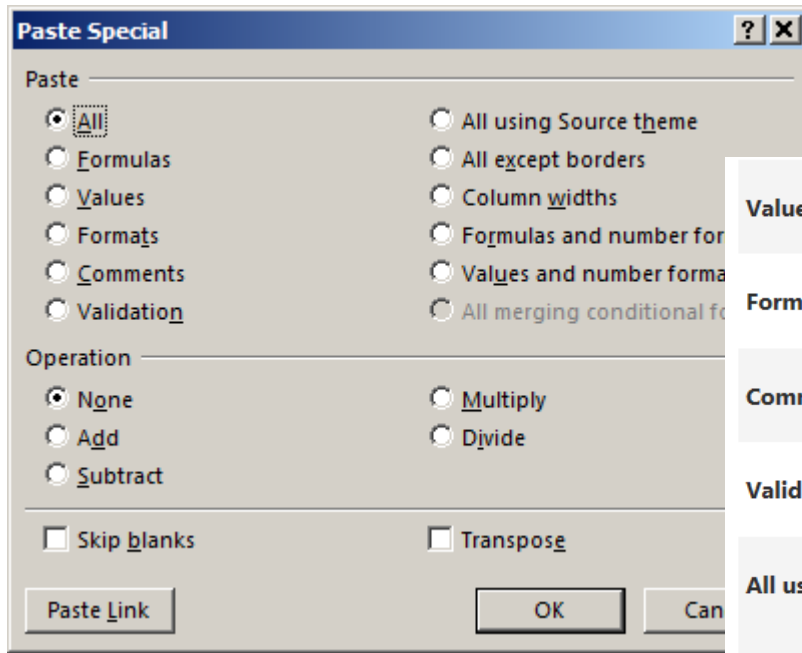 Paste Special
Paste
All
All using Source theme
Formulas
All except borders
Values
Column widths
Formats
Formulas and number for
Comments
Values and number forma
Validation
All merging conditional fo
Operation
None
Multiply
Add
Divide
Subtract
Skip blanks
Transpose
Paste Link
OK
Can
Value
Form
Comm
Valid
All us